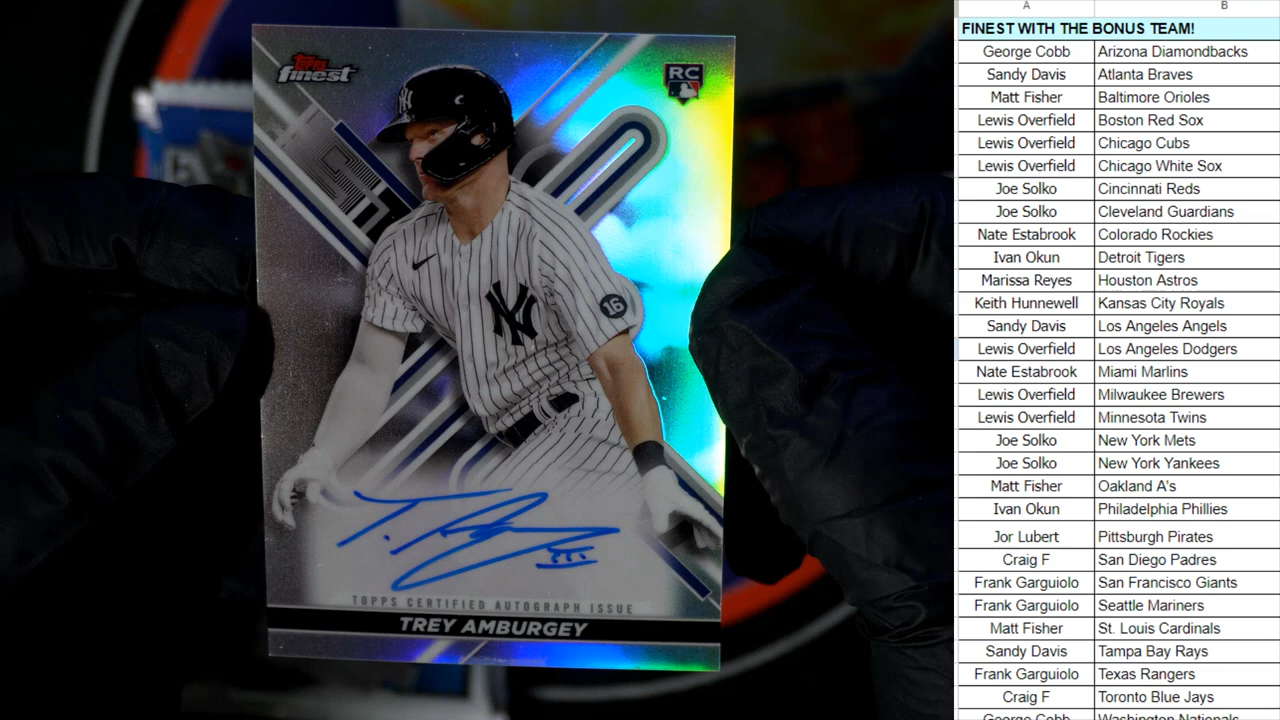 TOPPS
finest
RC
NY
16
T. A III
TOPPS CERTIFIED AUTOGRAPH ISSUE
TREY AMBURGEY
A B
FINEST WITH THE BONUS TEAM!
George Cobb Arizona Diamondbacks
Sandy Davis Atlanta Braves
Matt Fisher Baltimore Orioles
Lewis Overfield Boston Red Sox
Lewis Overfield Chicago Cubs
Lewis Overfield Chicago White Sox
Joe Solko Cincinnati Reds
Joe Solko Cleveland Guardians
Nate Estabrook Colorado Rockies
Ivan Okun Detroit Tigers
Marissa Reyes Houston Astros
Keith Hunnewell Kansas City Royals
Sandy Davis Los Angeles Angels
Lewis Overfield Los Angeles Dodgers
Nate Estabrook Miami Marlins
Lewis Overfield Milwaukee Brewers
Lewis Overfield Minnesota Twins
Joe Solko New York Mets
Joe Solko New York Yankees
Matt Fisher Oakland A's
Ivan Okun Philadelphia Phillies
Jor Lubert Pittsburgh Pirates
Craig F San Diego Padres
Frank Garguiolo San Francisco Giants
Frank Garguiolo Seattle Mariners
Matt Fisher St. Louis Cardinals
Sandy Davis Tampa Bay Rays
Frank Garguiolo Texas Rangers
Craig F Toronto Blue Jays
George Cobb Washington Nationals